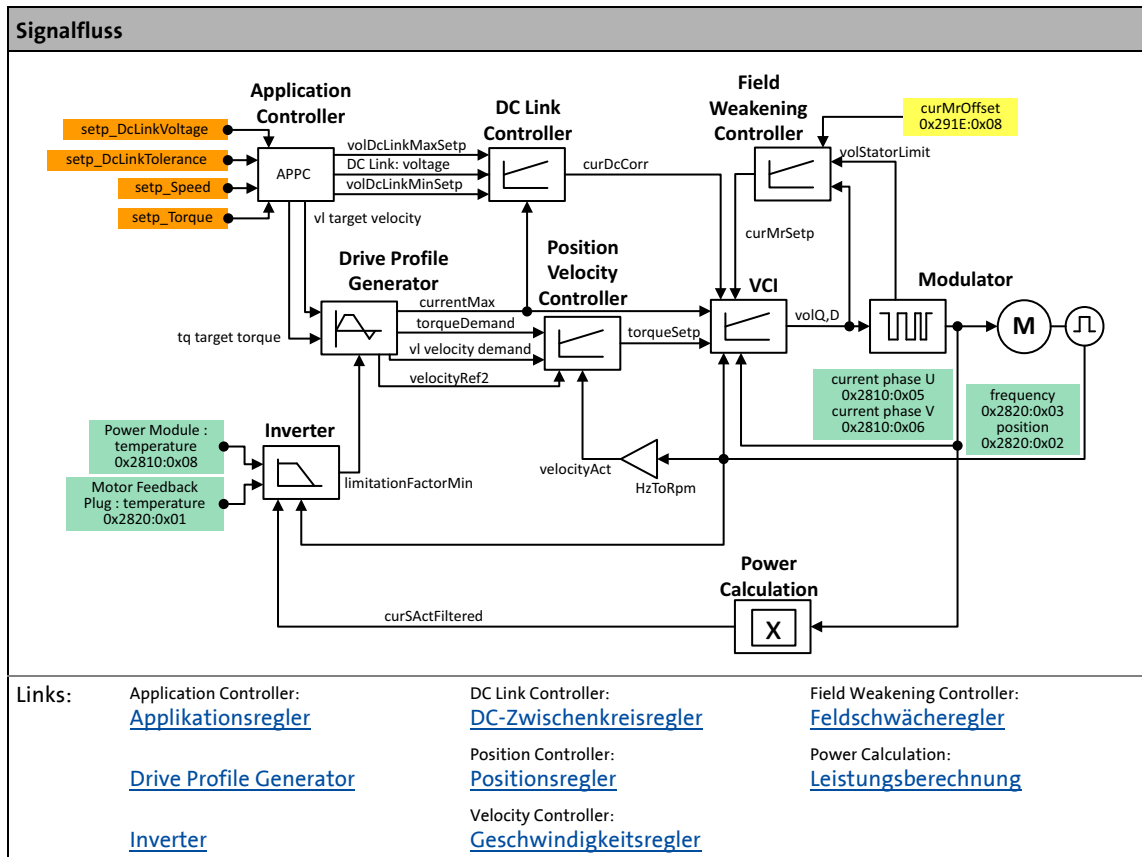 Signalfluss
Application
Controller
DC Link
Controller
Field
Weakening
Controller
curMrOffset
0x291E:0x08
setp_DcLinkVoltage
setp_DcLinkTolerance
setp_Speed
setp_Torque
APPC
volDcLinkMaxSetp
DC Link: voltage
volDcLinkMinSetp
curDcCorr
volStatorLimit
vl target velocity
curMrSetp
Drive Profile
Generator
Position
Velocity
Controller
VCI
Modulator
currentMax
torqueDemand
vl velocity demand
velocityRef2
torqueSetp
volQ,D
M
tq target torque
current phase U
0x2810:0x05
current phase V
0x2810:0x06
frequency
0x2820:0x03
position
0x2820:0x02
Power Module :
temperature
0x2810:0x08
Inverter
Motor Feedback
Plug : temperature
0x2820:0x01
limitationFactorMin
velocityAct
HzToRpm
Power
Calculation
curSActFiltered
X
Links:
Application Controller:
Applikationsregler
DC Link Controller:
DC-Zwischenkreisregler
Field Weakening Controller:
Feldschwächeregler
Drive Profile Generator
Position Controller:
Positionsregler
Power Calculation:
Leistungsberechnung
Inverter
Velocity Controller:
Geschwindigkeitsregler